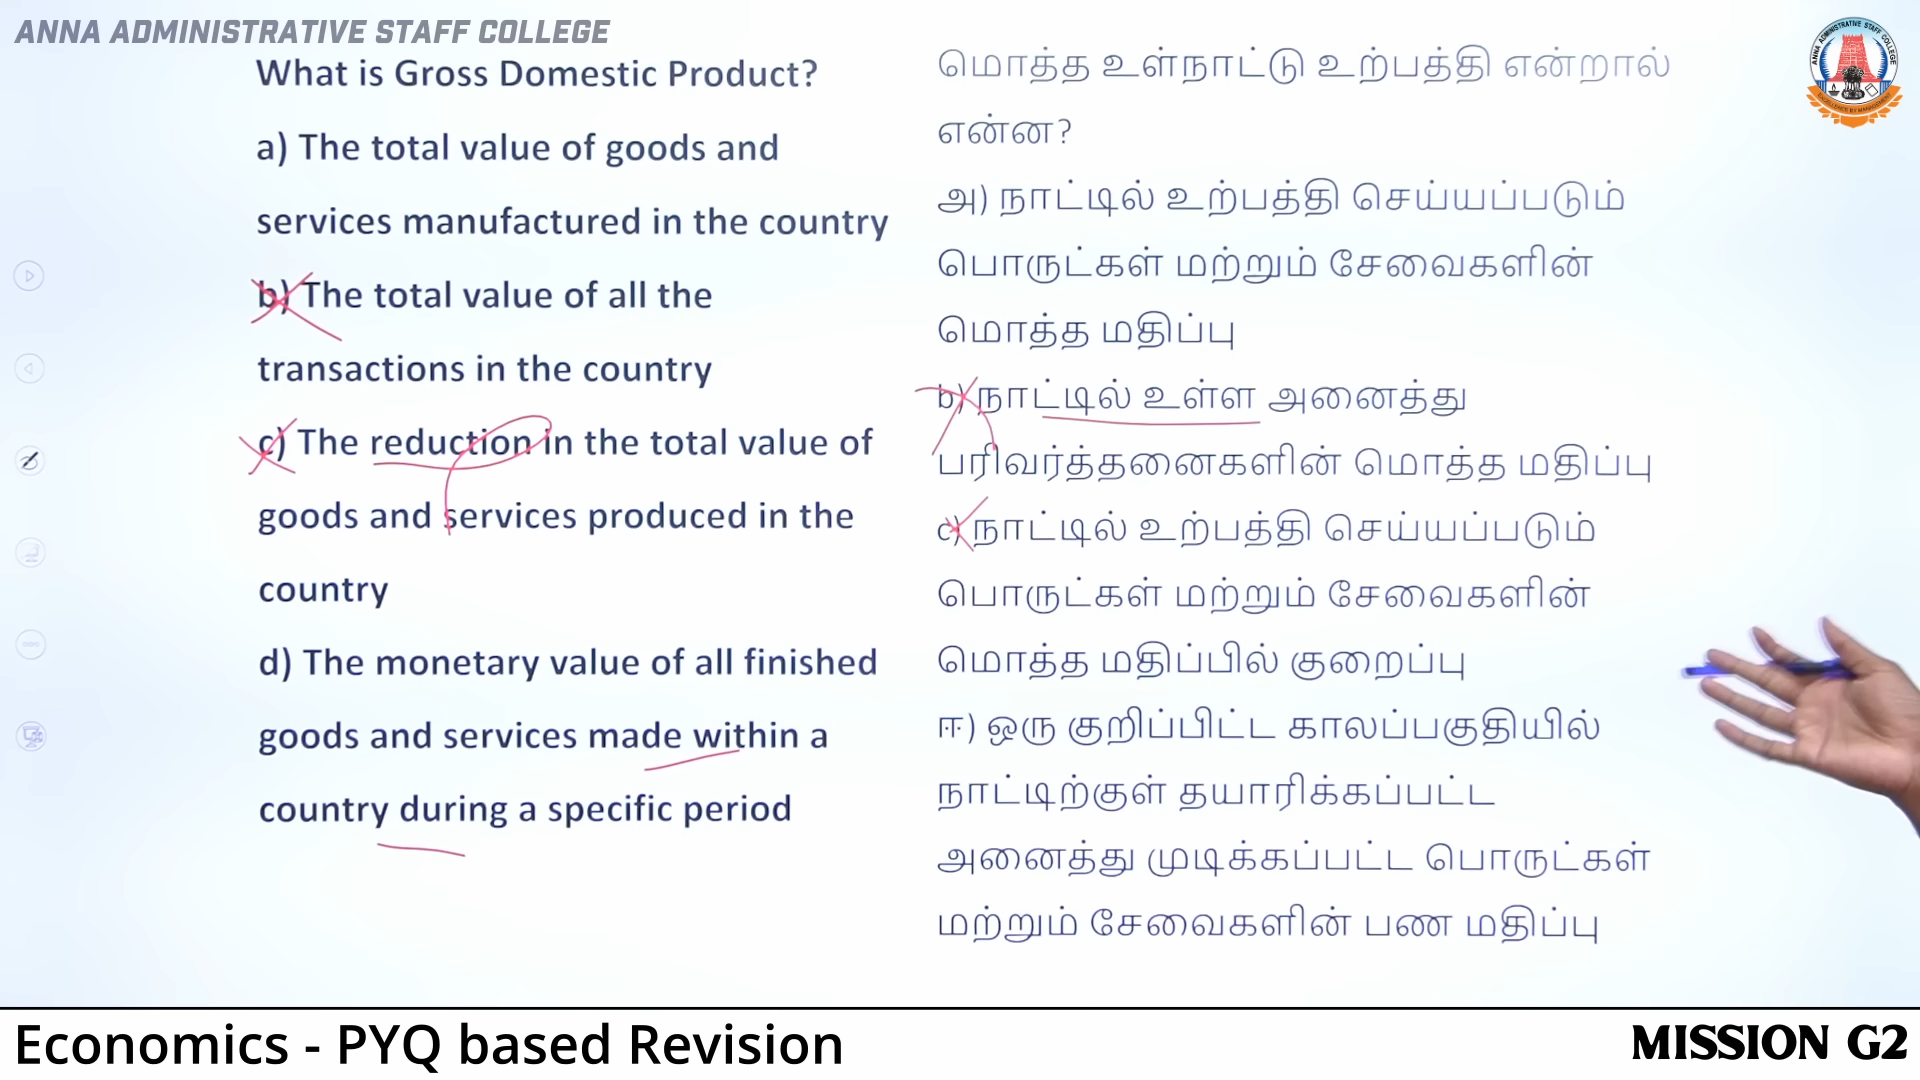 ANNA ADMINISTRATIVE STAFF COLLEGE
What is Gross Domestic Product?
a) The total value of goods and
services manufactured in the country
b) The total value of all the
transactions in the country
c) The reduction in the total value of
goods and services produced in the
country
d) The monetary value of all finished
goods and services made within a
country during a specific period
மொத்த உள்நாட்டு உற்பத்தி என்றால்
என்ன?
அ) நாட்டில் உற்பத்தி செய்யப்படும்
பொருட்கள் மற்றும் சேவைகளின்
மொத்த மதிப்பு
b) நாட்டில் உள்ள அனைத்து
பரிவர்த்தனைகளின் மொத்த மதிப்பு
c) நாட்டில் உற்பத்தி செய்யப்படும்
பொருட்கள் மற்றும் சேவைகளின்
மொத்த மதிப்பில் குறைப்பு
ஈ) ஒரு குறிப்பிட்ட காலப்பகுதியில்
நாட்டிற்குள் தயாரிக்கப்பட்ட
அனைத்து முடிக்கப்பட்ட பொருட்கள்
மற்றும் சேவைகளின் பண மதிப்பு
ANNA ADMINISTRATIVE STAFF COLLEGE
Economics - PYQ based Revision
MISSION G2